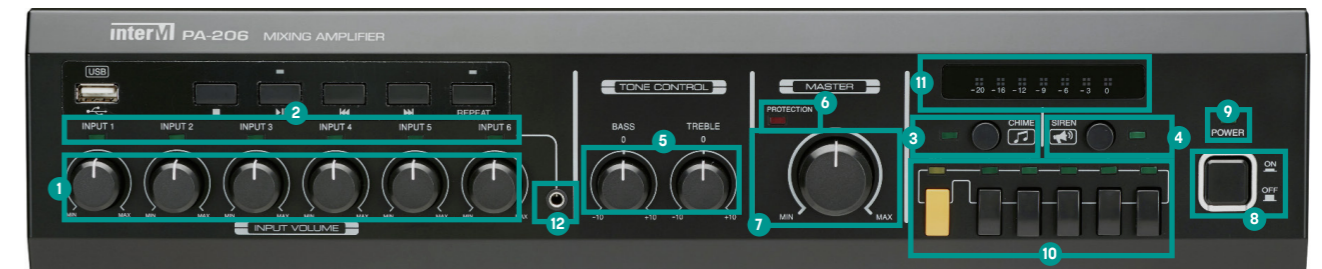 interM PA-206 MIXING AMPLIFIER
USB
REPEAT
2
INPUT 1 INPUT 2 INPUT 3 INPUT 4 INPUT 5 INPUT 6
1
MIN MAX MIN MAX MIN MAX MIN MAX MIN MAX MIN MAX
INPUT VOLUME
12
TONE CONTROL
BASS TREBLE
0 0
5
-10 +10 -10 +10
MASTER
6
PROTECTION
7
MIN MAX
11
-20 -16 -12 -9 -6 -3 0
3
CHIME SIREN
4
10
9
POWER
ON
OFF
8